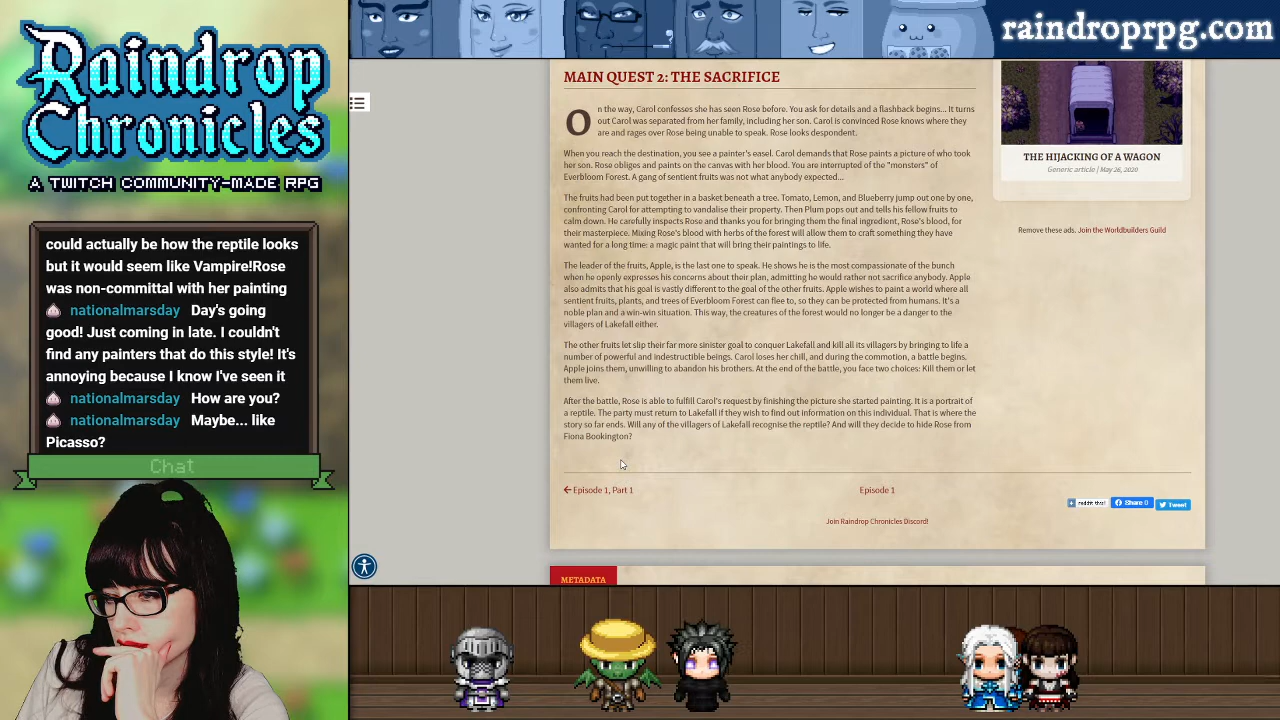 Raindrop
Chronicles
A TWITCH COMMUNITY-MADE RPG
could actually be how the reptile looks
but it would seem like Vampire!Rose
was non-committal with her painting
nationalmarsday Day's going
good! Just coming in late. I couldn't
find any painters that do this style! It's
annoying because I know I've seen it
nationalmarsday How are you?
nationalmarsday Maybe... like
Picasso?
Chat
raindroprpg.com
MAIN QUEST 2: THE SACRIFICE
On the way, Carol confesses she has seen Rose before. You ask for details and a flashback begins... It turns
out Carol was separated from her family, including her son. Carol is convinced Rose knows where they
are and rages over Rose being unable to speak. Rose looks despondent.
When you reach the destination, you see a painter's easel. Carol demands that Rose paints a picture of who took
her son. Rose obliges and paints on the canvas with her blood. You are interrupted of the "monsters" of
Everbloom Forest. A gang of sentient fruits was not what anybody expected...
The fruits had been put together in a basket beneath a tree. Tomato, Lemon, and Blueberry jump out one by one,
confronting Carol for attempting to vandalise their property. Then Plum pops out and tells his fellow fruits to
calm down. He carefully inspects Rose and thanks you for bringing them the final ingredient, Rose's blood, for
their masterpiece. Mixing Rose's blood with herbs of the forest will allow them to craft something they have
wanted for a long time: a magic paint that will bring their paintings to life.
The leader of the fruits, Apple, is the last one to speak. He shows he is the most compassionate of the bunch
when he openly expresses his concerns about their plan, admitting he would rather not sacrifice anybody. Apple
also admits that his goal is vastly different to the goal of the other fruits. Apple wishes to paint a world where all
sentient fruits, plants, and trees of Everbloom Forest can flee to, so they can be protected from humans. It's a
noble plan and a win-win situation. This way, the creatures of the forest would no longer be a danger to the
villagers of Lakefall either.
The other fruits let slip their far more sinister goal to conquer Lakefall and kill all its villagers by bringing to life a
number of powerful and indestructible beings. Carol loses her chill, and during the commotion, a battle begins.
Apple joins them, unwilling to abandon his brothers. At the end of the battle, you face two choices: Kill them or let
them live.
After the battle, Rose is able to fulfill Carol's request by finishing the picture she started painting. It is a portrait of
a reptile. The party must return to Lakefall if they wish to find out information on this individual. That is where the
story so far ends. Will any of the villagers of Lakefall recognise the reptile? And will they decide to hide Rose from
Fiona Bookington?
THE HIJACKING OF A WAGON
Generic article | May 26, 2020
Remove these ads. Join the Worldbuilders Guild
Episode 1, Part 1
Episode 1
reddit this!
Share 0
Tweet
Join Raindrop Chronicles Discord!
METADATA